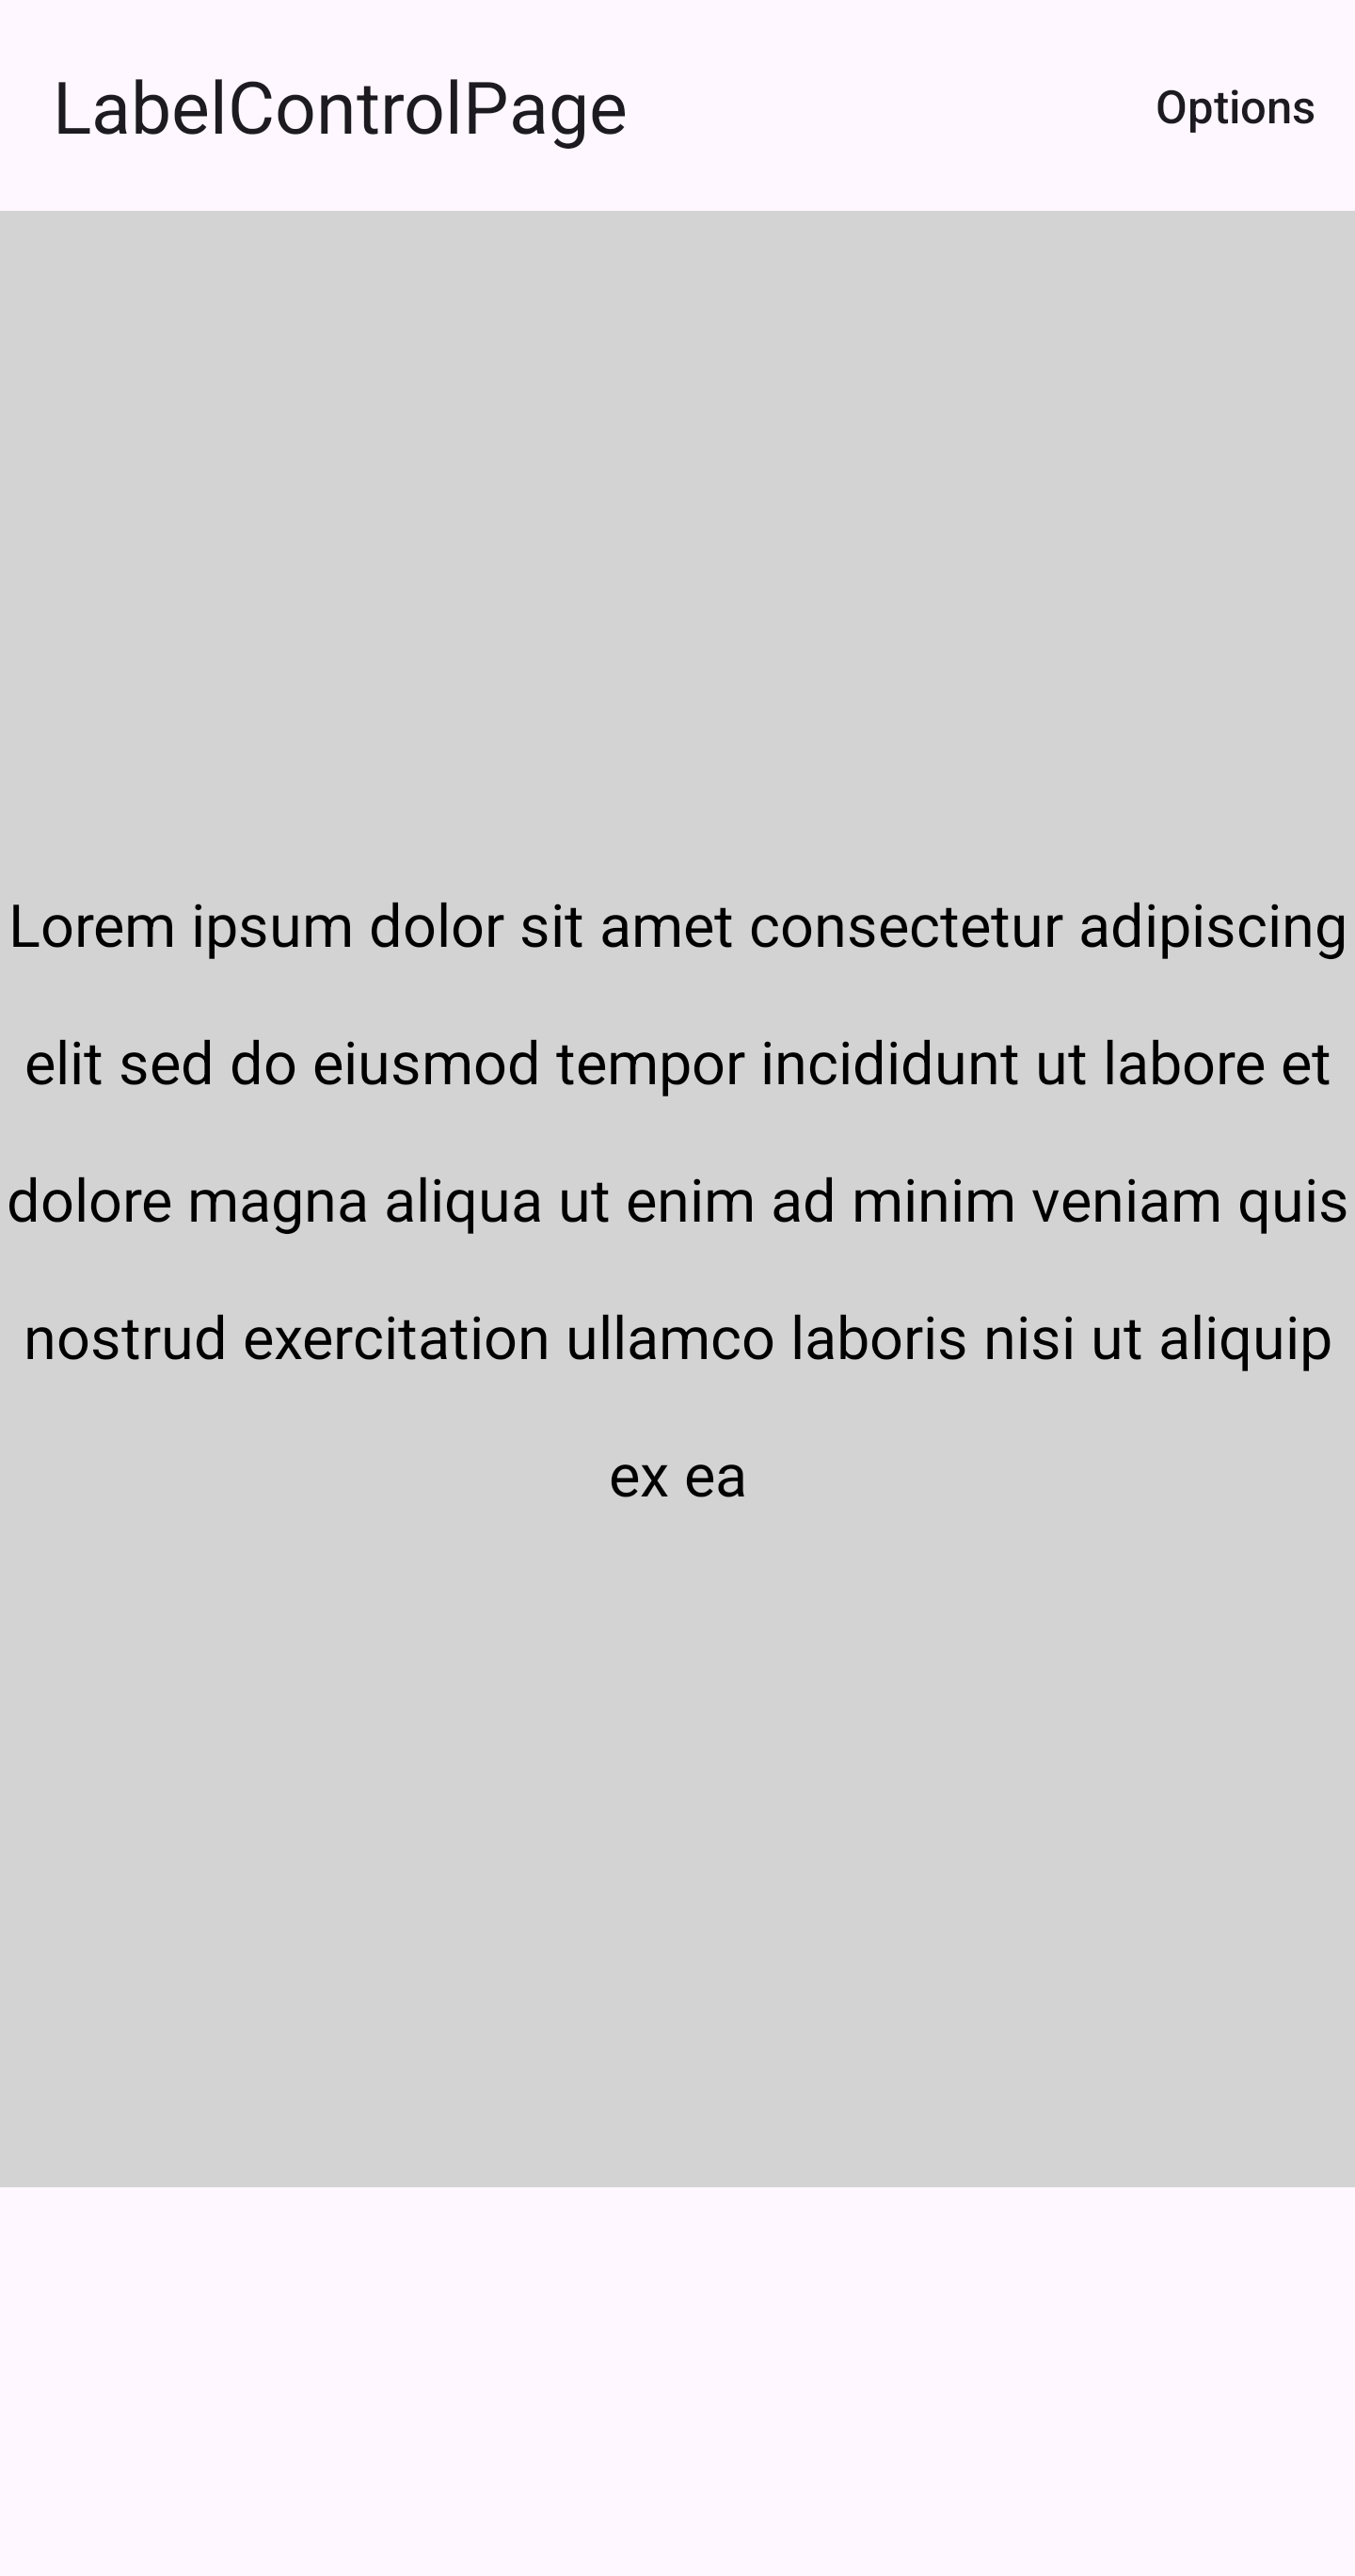 LabelControlPage
Options
Lorem ipsum dolor sit amet consectetur adipiscing
elit sed do eiusmod tempor incididunt ut labore et
dolore magna aliqua ut enim ad minim veniam quis
nostrud exercitation ullamco laboris nisi ut aliquip
ex ea